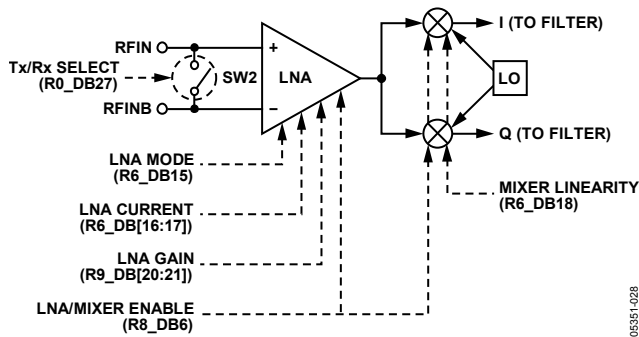 RFIN
I (TO FILTER)
Tx/Rx SELECT
(R0_DB27)
SW2
+
LNA
LO
RFINB
−
Q (TO FILTER)
LNA MODE
(R6_DB15)
MIXER LINEARITY
(R6_DB18)
LNA CURRENT
(R6_DB[16:17])
LNA GAIN
(R9_DB[20:21])
LNA/MIXER ENABLE
(R8_DB6)
05351-028